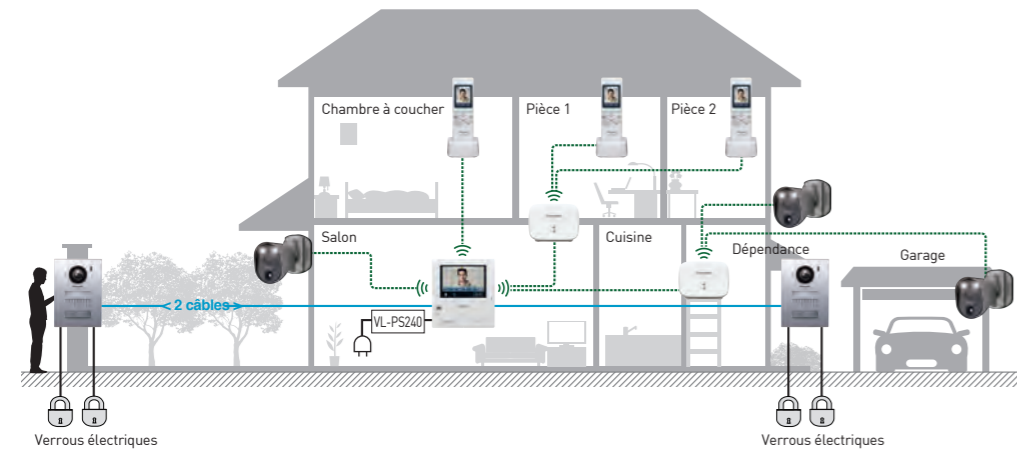 Chambre à coucher
Pièce 1
Pièce 2
Salon
Cuisine
Dépendance
Garage
< 2 câbles >
VL-PS240
Verrous électriques
Verrous électriques